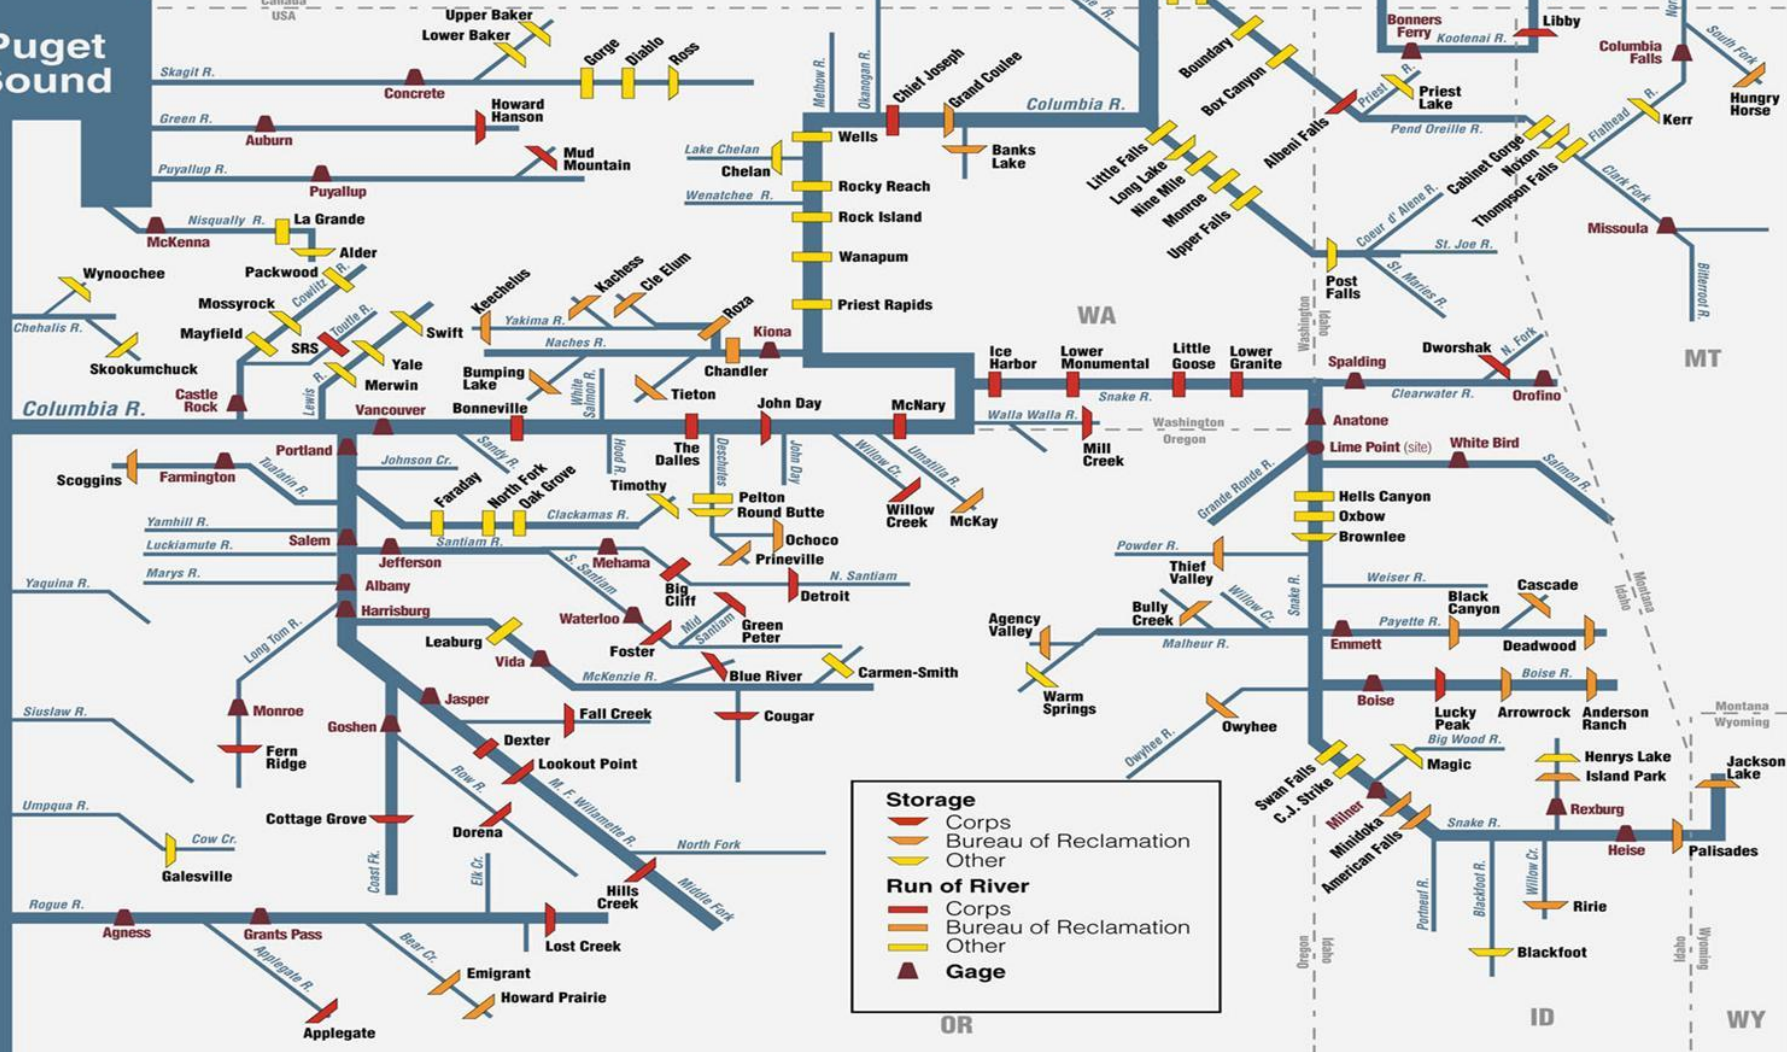 Canada
USA
Puget
Sound
Upper Baker
Lower Baker
Gorge
Diablo
Ross
Skagit R.
Concrete
Green R.
Auburn
Howard
Hanson
Puyallup R.
Puyallup
Mud
Mountain
Nisqually R.
La Grande
McKenna
Alder
Packwood
Cowlitz R.
Wynoochee
Chehalis R.
Skookumchuck
Mossyrock
Mayfield
SRS
Toutle R.
Swift
Yale
Merwin
Lewis R.
Castle
Rock
Columbia R.
Vancouver
Bonneville
Keechelus
Kachess
Cle Elum
Yakima R.
Roza
Kiona
Naches R.
Chandler
Bumping
Lake
White
Salmon R.
Tieton
The
Dalles
John Day
McNary
Methow R.
Okanogan R.
Chief Joseph
Grand Coulee
Columbia R.
Wells
Banks
Lake
Lake Chelan
Chelan
Rocky Reach
Wenatchee R.
Rock Island
Wanapum
Priest Rapids
WA
Boundary
Box Canyon
Albeni Falls
Priest R.
Priest
Lake
Pend Oreille R.
Bonners
Ferry
Kootenai R.
Libby
Columbia
Falls
South Fork
Hungry
Horse
Kerr
Flathead R.
Cabinet Gorge
Noxon
Thompson Falls
Clark Fork
Missoula
Bitterroot R.
MT
Little Falls
Long Lake
Nine Mile
Monroe
Upper Falls
Post
Falls
Coeur d' Alene R.
St. Joe R.
St. Maries R.
Washington
Idaho
Ice
Harbor
Lower
Monumental
Little
Goose
Lower
Granite
Snake R.
Spalding
Dworshak
N. Fork
Clearwater R.
Orofino
Walla Walla R.
Washington
Oregon
Mill
Creek
Anatone
Lime Point (site)
White Bird
Grande Ronde R.
Salmon R.
Hells Canyon
Oxbow
Brownlee
Portland
Johnson Cr.
Sandy R.
Hood R.
Deschutes
John Day
Willow Cr.
Umatilla R.
Willow
Creek
McKay
Scoggins
Farmington
Tualatin R.
Faraday
North Fork
Oak Grove
Timothy
Clackamas R.
Pelton
Round Butte
Ochoco
Prineville
Yamhill R.
Luckiamute R.
Marys R.
Salem
Santiam R.
Jefferson
Mehama
Big
Cliff
N. Santiam
Detroit
S. Santiam
Yaquina R.
Albany
Harrisburg
Waterloo
Foster
Mid
Santiam
Green
Peter
Long Tom R.
Leaburg
Vida
McKenzie R.
Blue River
Carmen-Smith
Cougar
Monroe
Fern
Ridge
Siuslaw R.
Goshen
Jasper
Fall Creek
Dexter
Lookout Point
Row R.
M. F. Willamette R.
Cottage Grove
Dorena
Coast Fk.
North Fork
Hills
Creek
Middle Fork
Umpqua R.
Cow Cr.
Galesville
Elk Cr.
Rogue R.
Agness
Grants Pass
Lost Creek
Applegate R.
Applegate
Bear Cr.
Emigrant
Howard Prairie
Powder R.
Thief
Valley
Snake R.
Weiser R.
Cascade
Black
Canyon
Payette R.
Emmett
Deadwood
Montana
Idaho
Bully
Creek
Willow Cr.
Agency
Valley
Malheur R.
Warm
Springs
Boise R.
Boise
Lucky
Peak
Arrowrock
Anderson
Ranch
Owyhee
Owyhee R.
Big Wood R.
Magic
Henrys Lake
Island Park
Rexburg
Montana
Wyoming
Jackson
Lake
Swan Falls
C.J. Strike
Milner
Minidoka
American Falls
Snake R.
Heise
Palisades
Portneuf R.
Blackfoot R.
Willow Cr.
Ririe
Blackfoot
Oregon
Idaho
Idaho
Wyoming
OR
ID
WY
Storage
Corps
Bureau of Reclamation
Other
Run of River
Corps
Bureau of Reclamation
Other
Gage